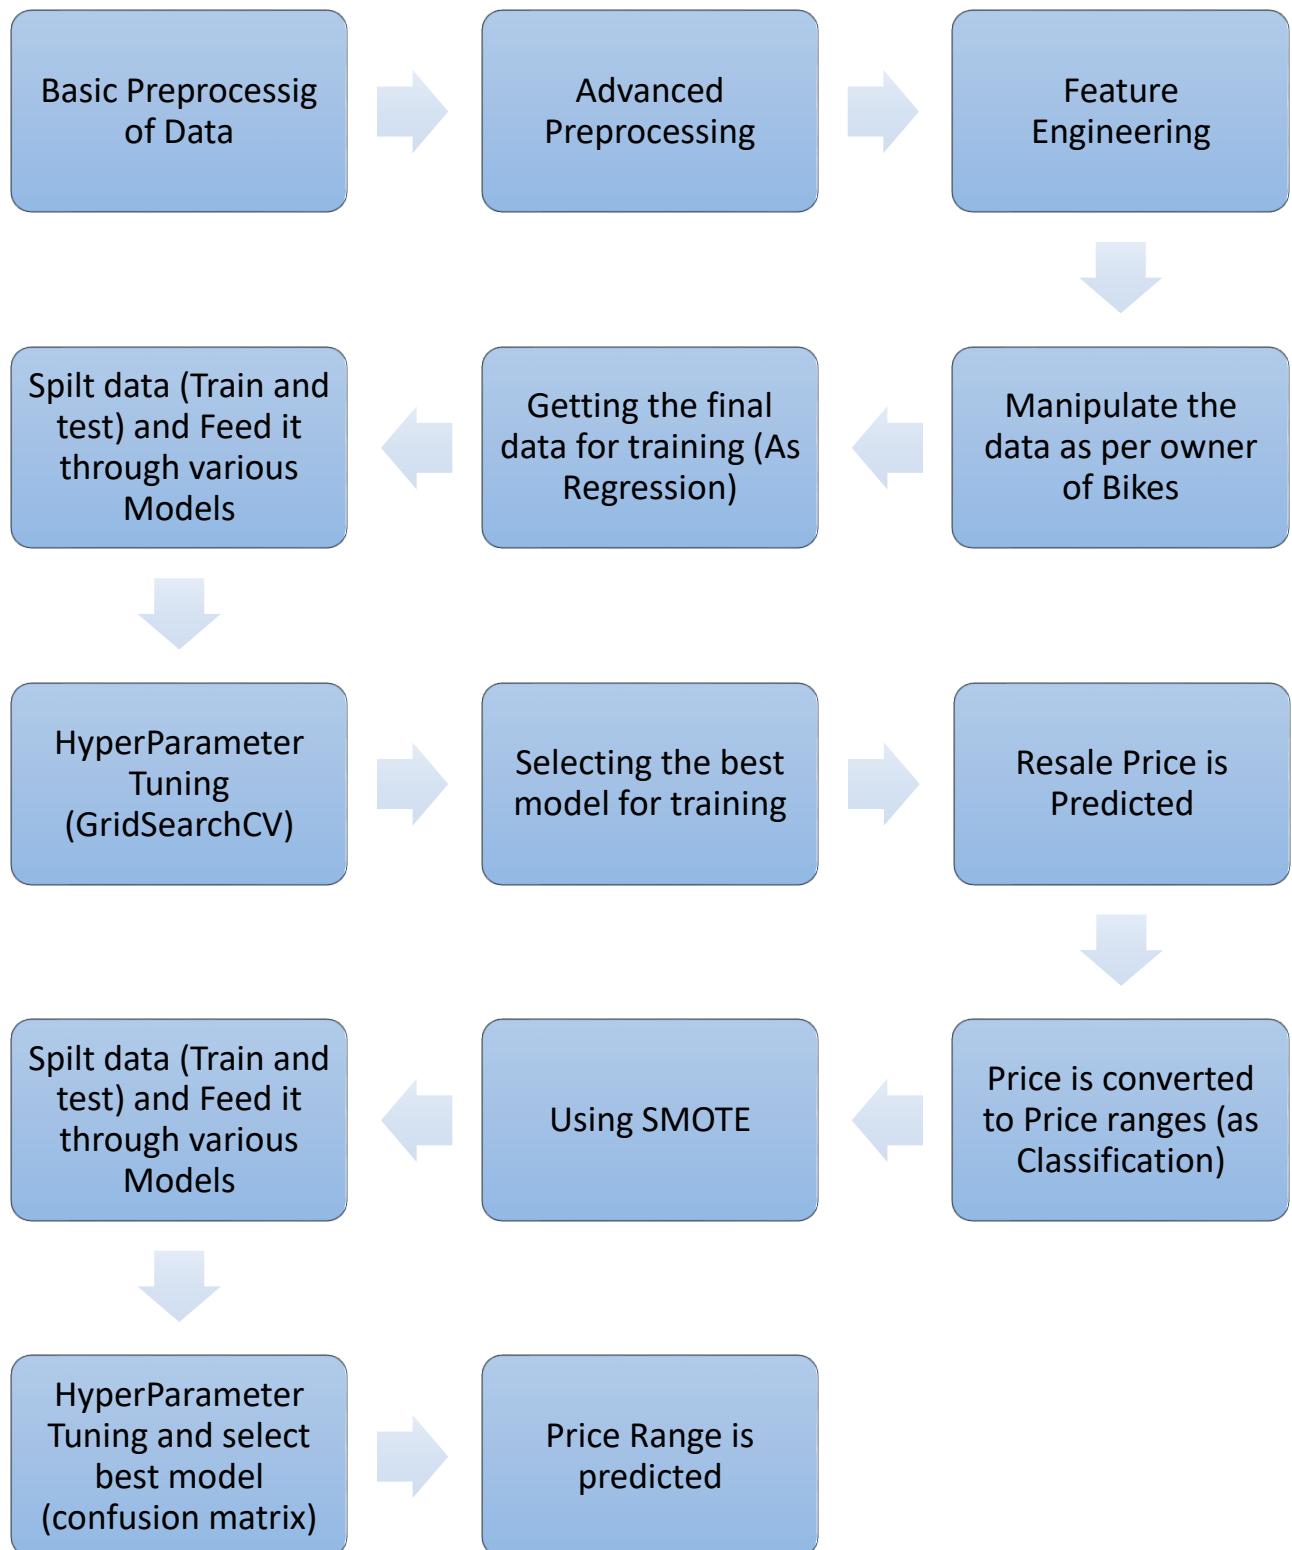 Basic Preprocessig
of Data
Advanced
Preprocessing
Feature
Engineering
Manipulate the
data as per owner
of Bikes
Getting the final
data for training (As
Regression)
Spilt data (Train and
test) and Feed it
through various
Models
HyperParameter
Tuning
(GridSearchCV)
Selecting the best
model for training
Resale Price is
Predicted
Price is converted
to Price ranges (as
Classification)
Using SMOTE
Spilt data (Train and
test) and Feed it
through various
Models
HyperParameter
Tuning and select
best model
(confusion matrix)
Price Range is
predicted